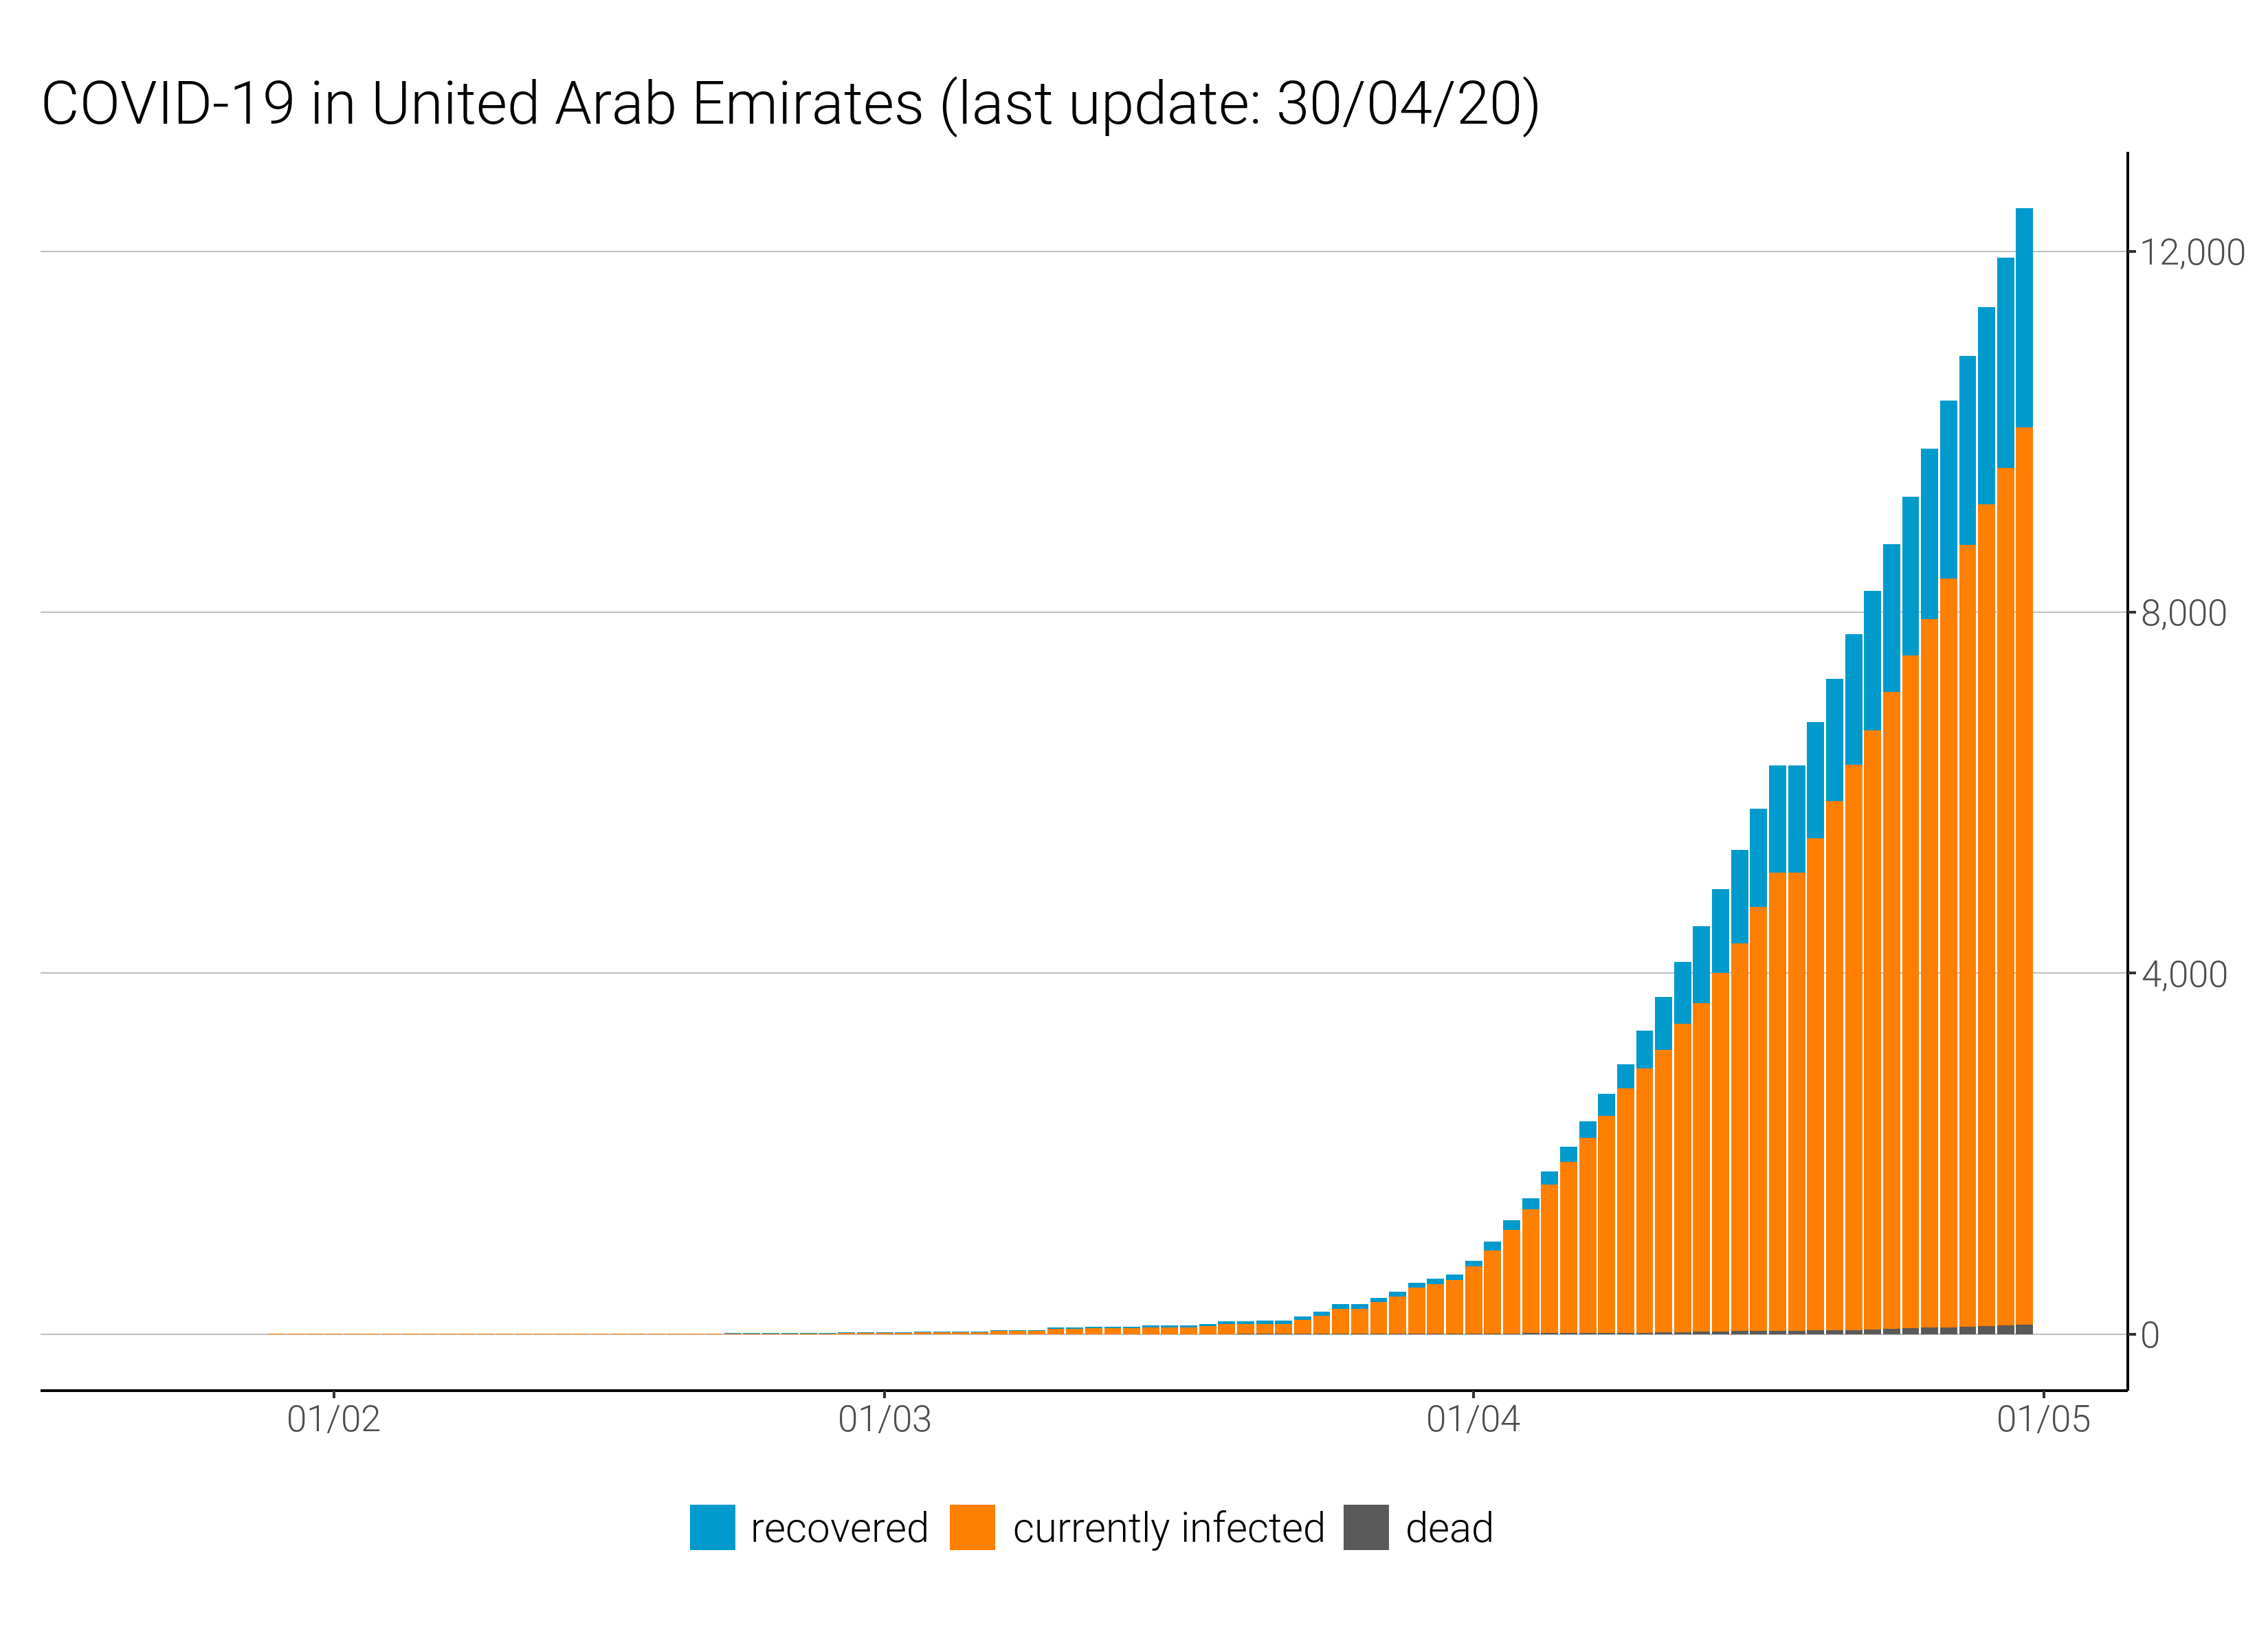 COVID-19 in United Arab Emirates (last update: 30/04/20)
12,000
8,000
4,000
0
01/02 01/03 01/04 01/05
recovered currently infected dead